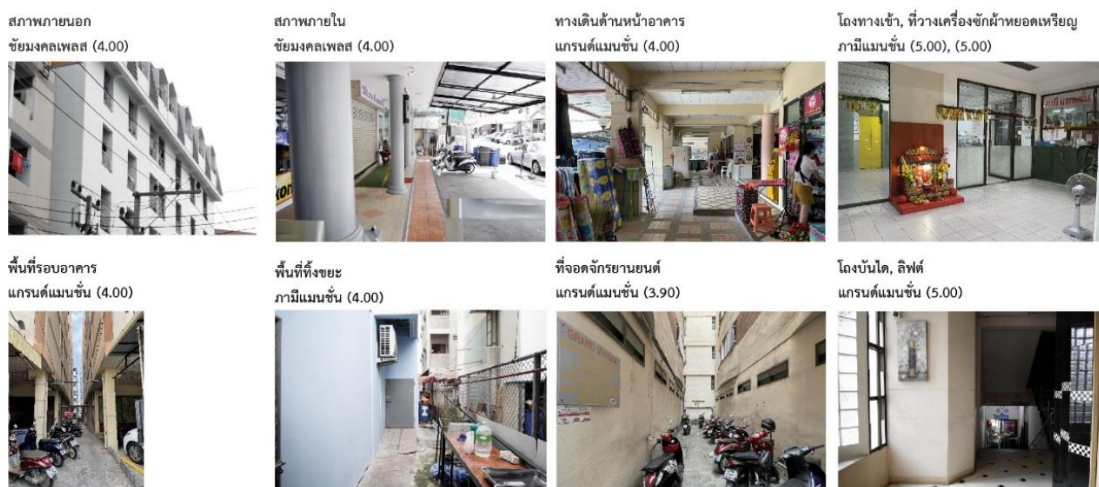 สภาพภายนอก
ชัยมงคลเพลส (4.00)
สภาพภายใน
ชัยมงคลเพลส (4.00)
ทางเดินด้านหน้าอาคาร
แกรนด์แมนชั่น (4.00)
โถงทางเข้า, ที่วางเครื่องซักผ้าหยอดเหรียญ
ภามีแมนชั่น (5.00), (5.00)
พื้นที่รอบอาคาร
แกรนด์แมนชั่น (4.00)
พื้นที่ทิ้งขยะ
ภามีแมนชั่น (4.00)
ที่จอดจักรยานยนต์
แกรนด์แมนชั่น (3.90)
โถงบันได, ลิฟต์
แกรนด์แมนชั่น (5.00)